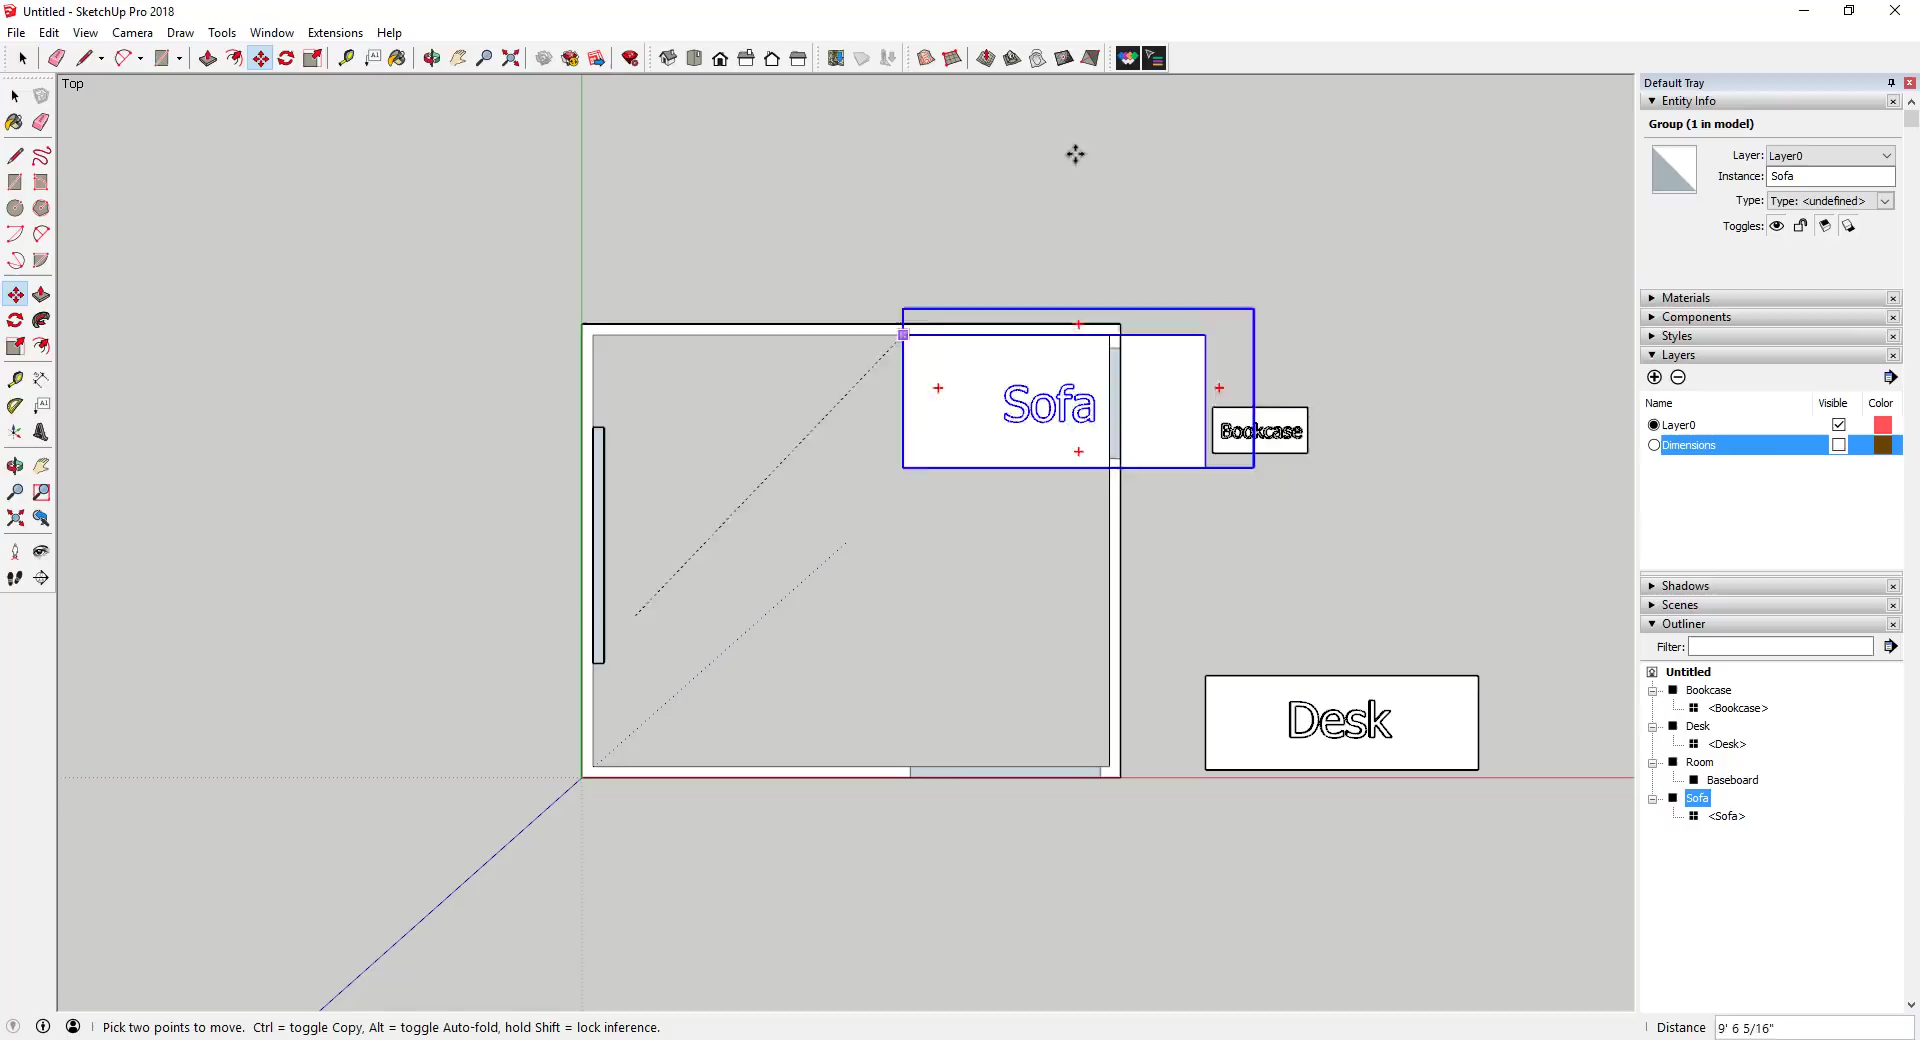 Untitled - SketchUp Pro 2018
File Edit View Camera Draw Tools Window Extensions Help
Top
Default Tray
Entity Info
Group (1 in model)
Layer: Layer0
Instance: Sofa
Type: Type: <undefined>
Toggles:
Materials
Components
Styles
Layers
Name Visible Color
Layer0
Dimensions
Shadows
Scenes
Outliner
Filter:
Untitled
Bookcase
<Bookcase>
Desk
<Desk>
Room
Baseboard
Sofa
<Sofa>
Sofa
Bookcase
Desk
Pick two points to move. Ctrl = toggle Copy, Alt = toggle Auto-fold, hold Shift = lock inference.
Distance 9' 6 5/16"